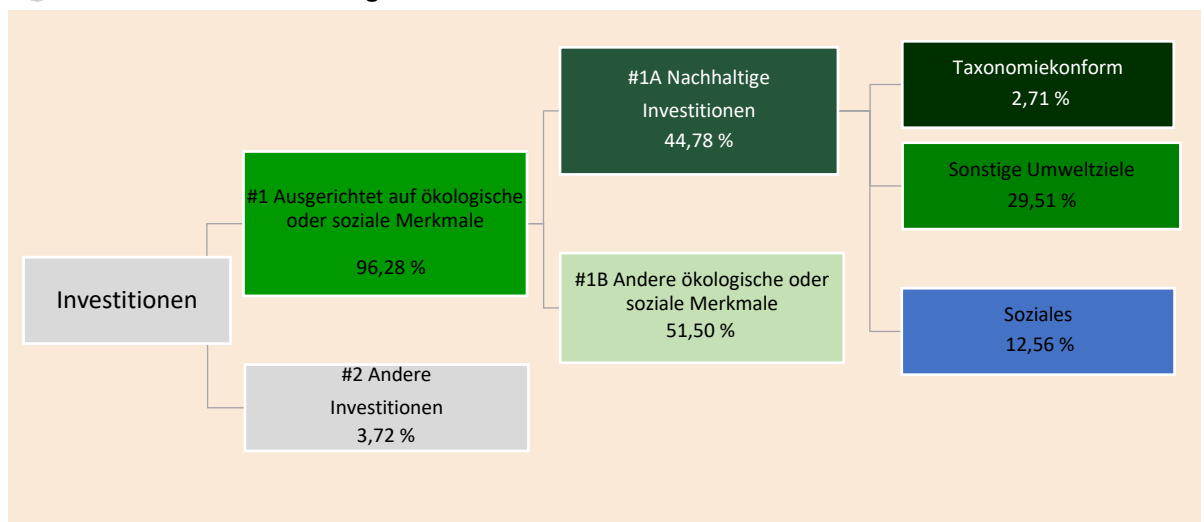 Investitionen
#1 Ausgerichtet auf ökologische
oder soziale Merkmale
96,28 %
#2 Andere
Investitionen
3,72 %
#1A Nachhaltige
Investitionen
44,78 %
#1B Andere ökologische oder
soziale Merkmale
51,50 %
Taxonomiekonform
2,71 %
Sonstige Umweltziele
29,51 %
Soziales
12,56 %